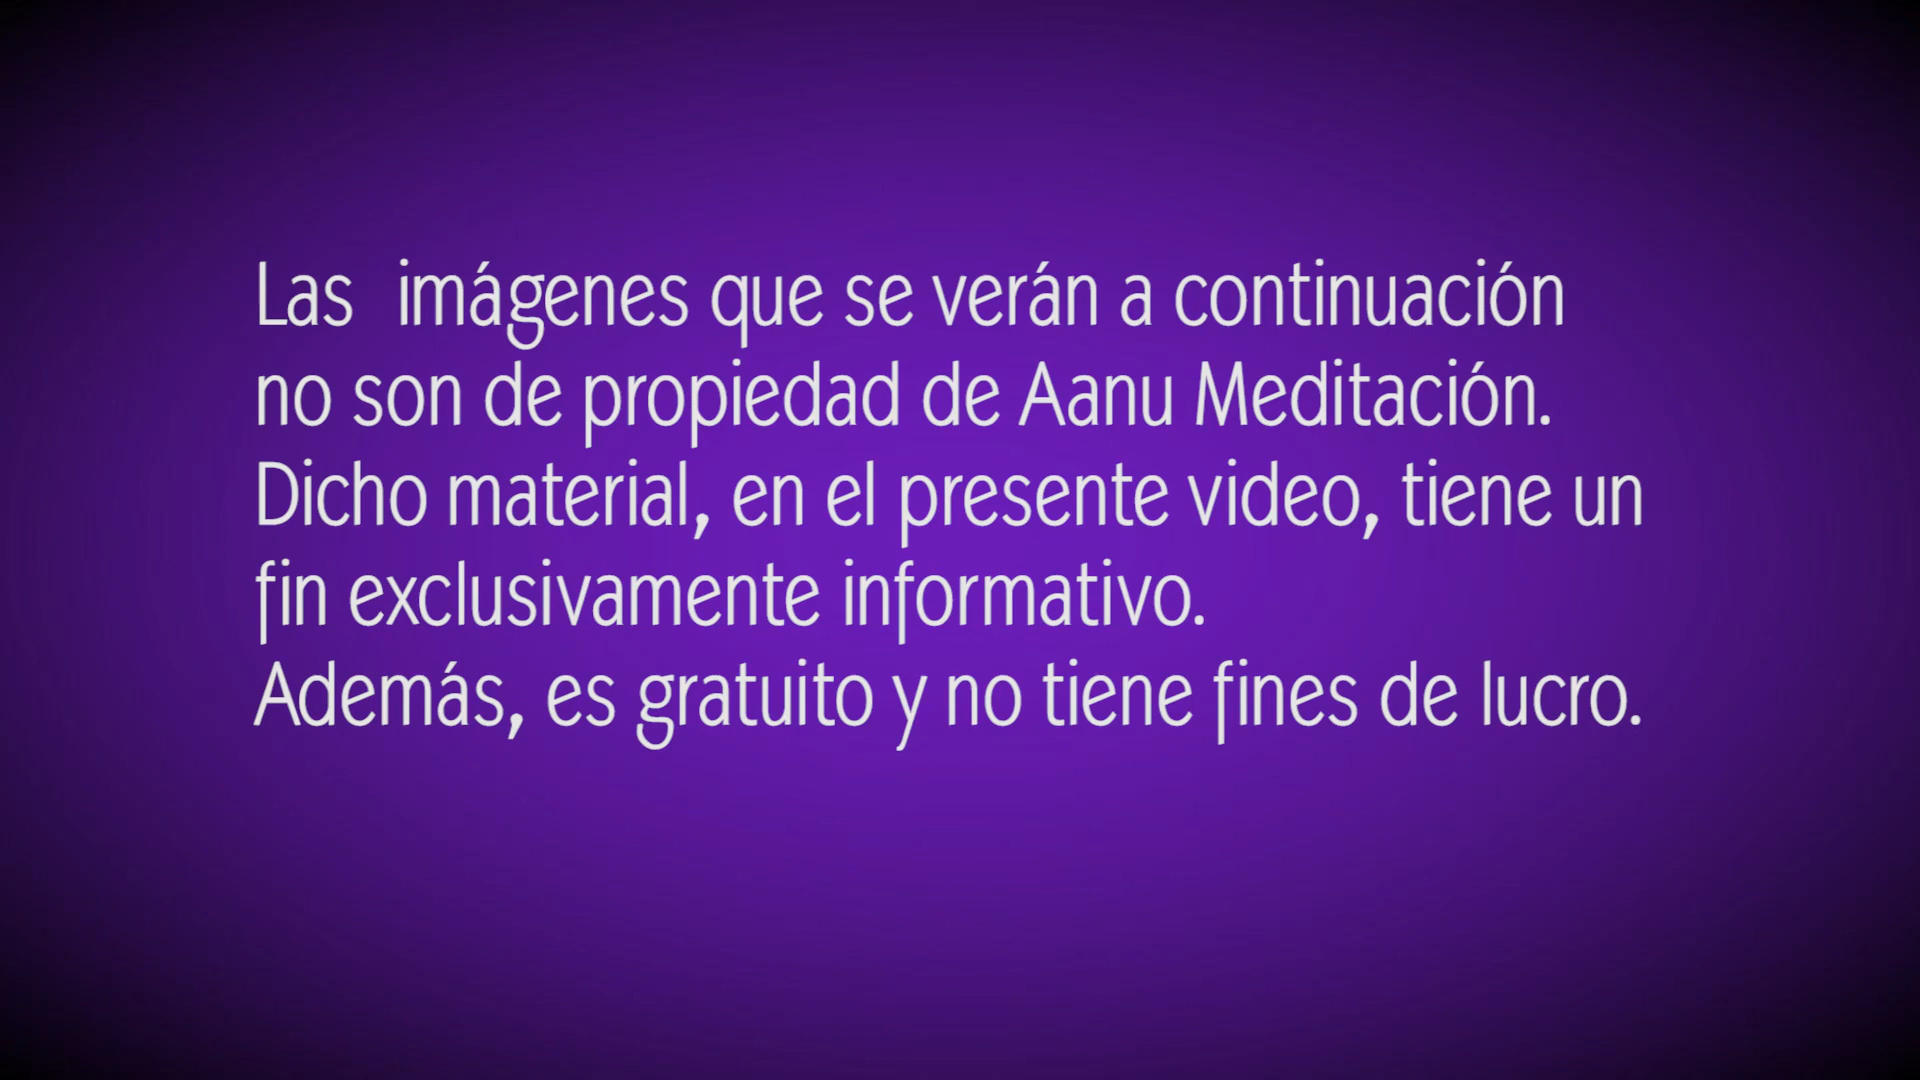 Las imágenes que se verán a continuación
no son de propiedad de Aanu Meditación.
Dicho material, en el presente video, tiene un
fin exclusivamente informativo.
Además, es gratuito y no tiene fines de lucro.